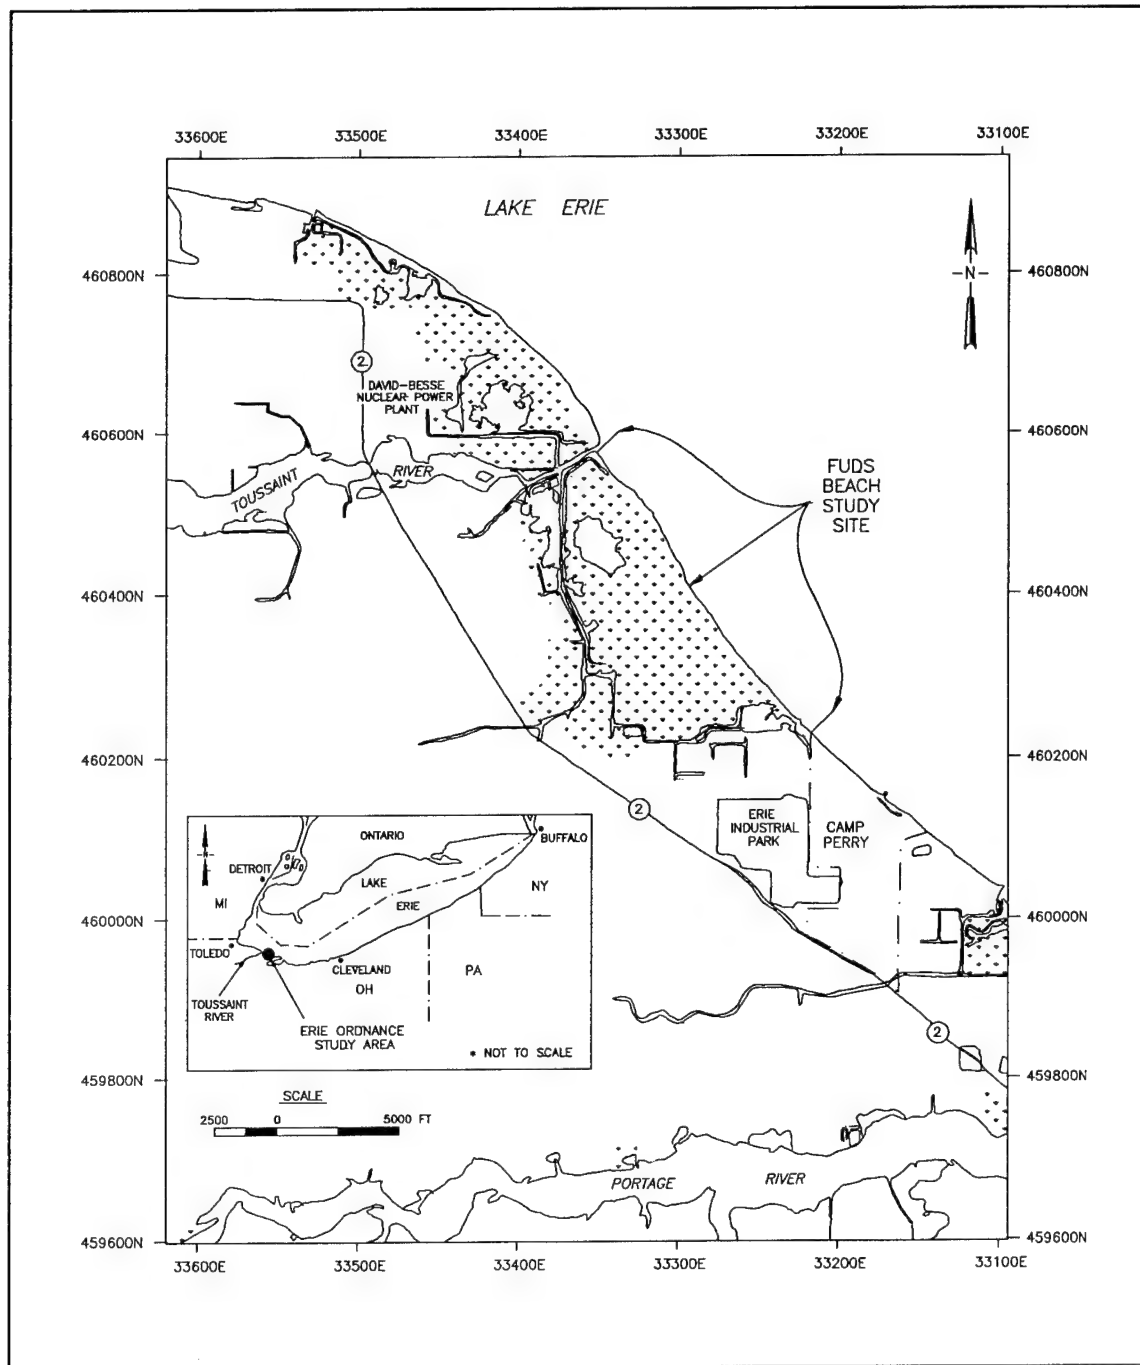 33600E 33500E 33400E 33300E 33200E 33100E
LAKE ERIE
N
460800N
460800N
2
DAVID-BESSE
NUCLEAR POWER
PLANT
460600N
460600N
TOUSSAINT
RIVER
FUDS
BEACH
STUDY
SITE
460400N
460400N
460200N
460200N
2
ERIE
INDUSTRIAL
PARK
CAMP
PERRY
N
ONTARIO
BUFFALO
DETROIT
LAKE
NY
MI
ERIE
TOLEDO
CLEVELAND
PA
OH
TOUSSAINT
RIVER
ERIE ORDNANCE
STUDY AREA
* NOT TO SCALE
460000N
460000N
2
459800N
459800N
SCALE
2500 0 5000 FT
PORTAGE RIVER
459600N
459600N
33600E 33500E 33400E 33300E 33200E 33100E